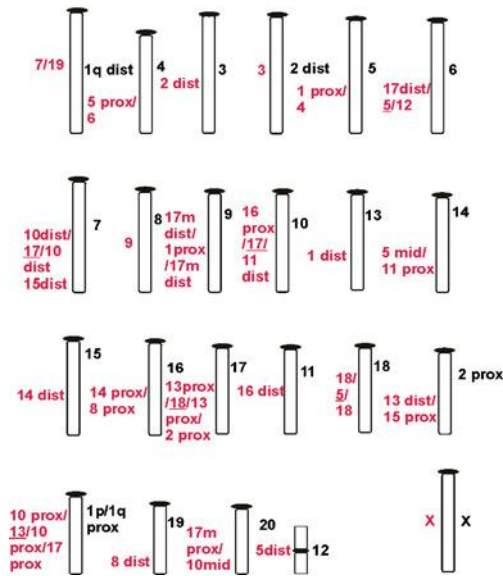 7/19
1q dist
5 prox/
6
4
2 dist
3
3
2 dist
1 prox/
4
5
17dist/
5/12
6
10dist/
17/10
dist
15dist
7
9
8
17m
dist/
1prox
/17m
dist
9
16
prox
/17/
11
dist
10
1 dist
13
5 mid/
11 prox
14
14 dist
15
14 prox/
8 prox
16
13prox
/18/13
prox/
2 prox
17
16 dist
11
18/
5/
18
18
13 dist/
15 prox
2 prox
10 prox/
13/10
prox/17
prox
1p/1q
prox
8 dist
19
17m
prox/
10mid
20
5dist
12
X
X